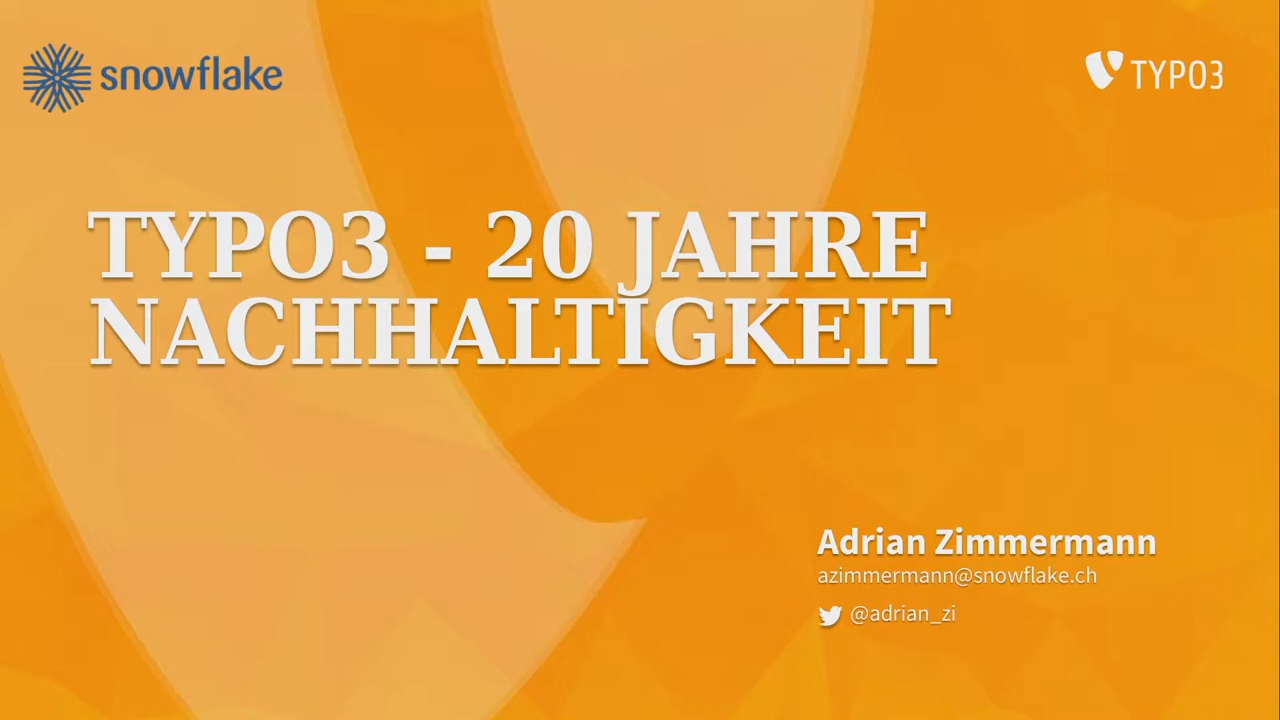 snowflake
TYPO3
TYPO3 - 20 JAHRE
NACHHALTIGKEIT
Adrian Zimmermann
azimmermann@snowflake.ch
@adrian_zi